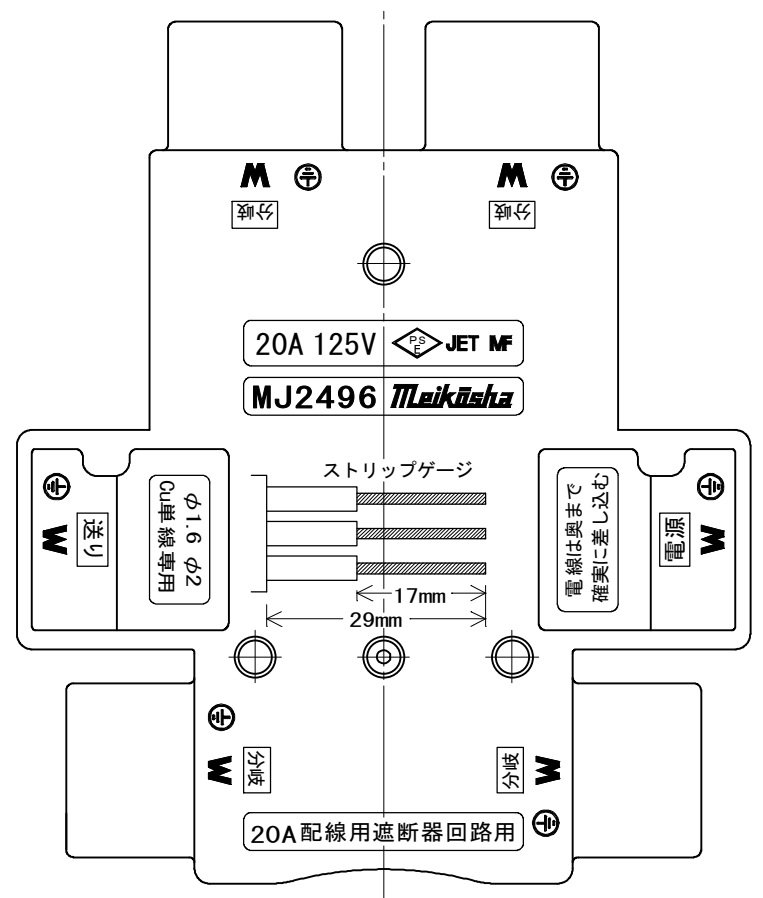 W
分岐
W
分岐
20A 125V PSE JET MF
MJ2496 Meikōsha
ストリップゲージ
W
送り
φ1.6 φ2
Cu単線専用
17mm
29mm
電線は奥まで
確実に差し込む
電源
W
W
分岐
分岐
W
20A配線用遮断器回路用